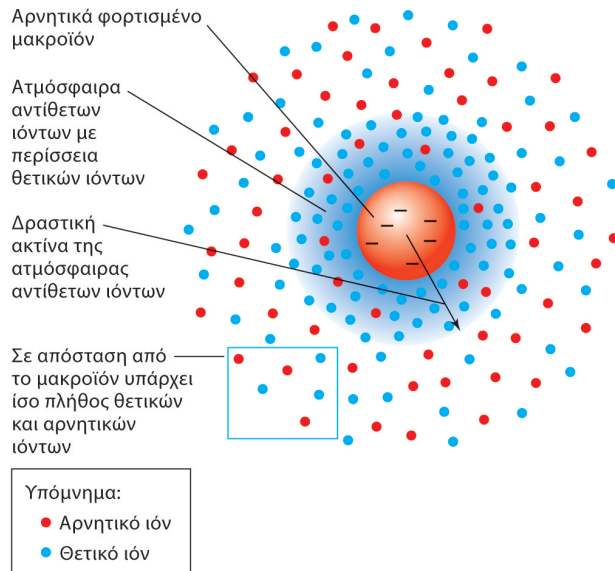 Αρνητικά φορτισμένο
μακροϊόν
Ατμόσφαιρα
αντίθετων
ιόντων με
περίσσεια
θετικών ιόντων
Δραστική
ακτίνα της
ατμόσφαιρας
αντίθετων ιόντων
Σε απόσταση από
το μακροϊόν υπάρχει
ίσο πλήθος θετικών
και αρνητικών
ιόντων
Υπόμνημα:
Αρνητικό ιόν
Θετικό ιόν